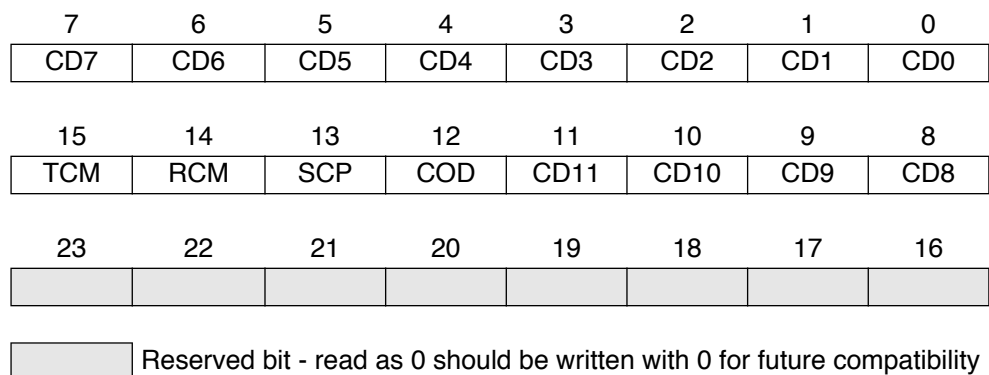 7 6 5 4 3 2 1 0
CD7 CD6 CD5 CD4 CD3 CD2 CD1 CD0
15 14 13 12 11 10 9 8
TCM RCM SCP COD CD11 CD10 CD9 CD8
23 22 21 20 19 18 17 16
Reserved bit - read as 0 should be written with 0 for future compatibility